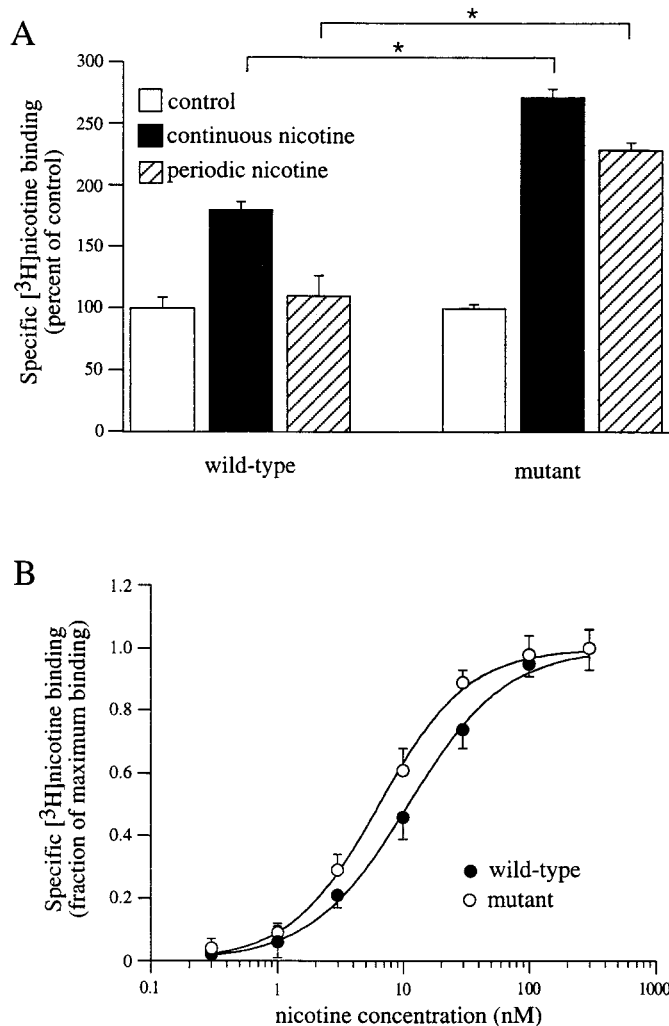 A
*
*
Specific [³H]nicotine binding
(percent of control)
300
250
200
150
100
50
0
control
continuous nicotine
periodic nicotine
wild-type
mutant
B
Specific [³H]nicotine binding
(fraction of maximum binding)
1.2
1.0
0.8
0.6
0.4
0.2
0
wild-type
mutant
0.1
1
10
100
1000
nicotine concentration (nM)